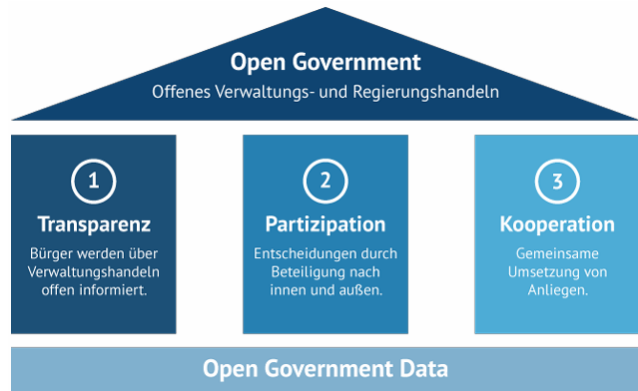 Open Government
Offenes Verwaltungs- und Regierungshandeln
1
Transparenz
Bürger werden über
Verwaltungshandeln
offen informiert.
2
Partizipation
Entscheidungen durch
Beteiligung nach
innen und außen.
3
Kooperation
Gemeinsame
Umsetzung von
Anliegen.
Open Government Data